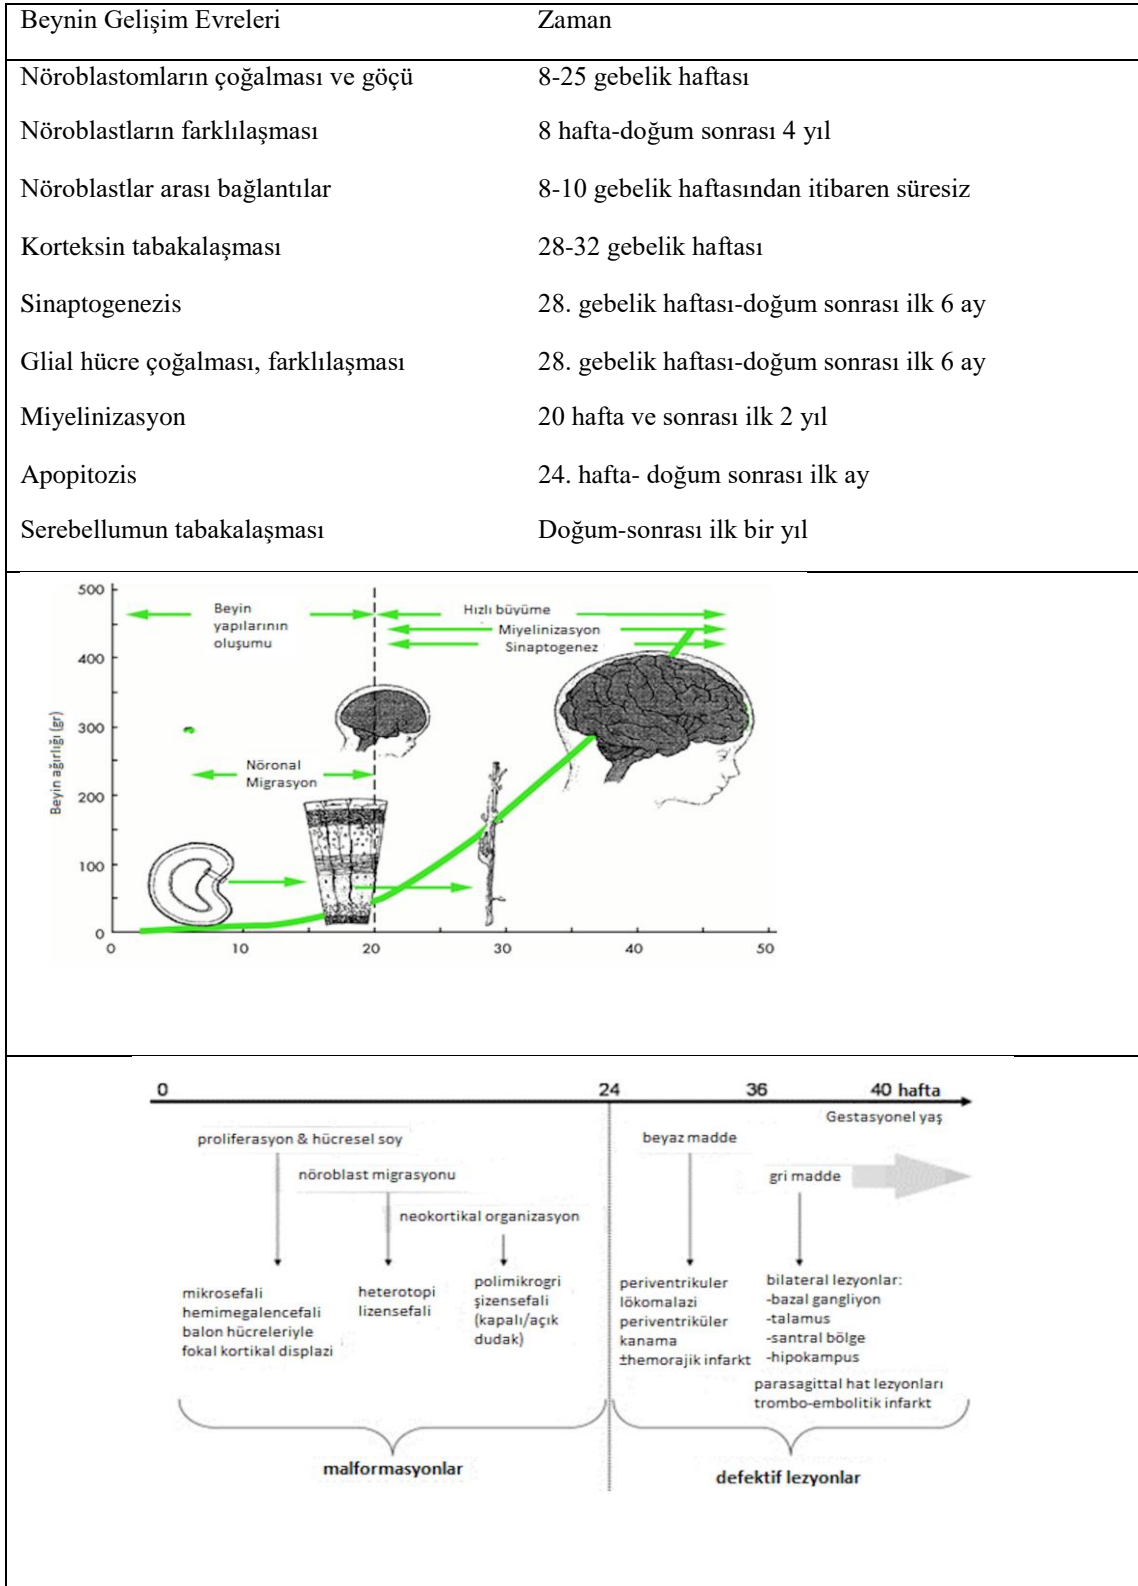 Beynin Gelişim Evreleri Zaman
Nöroblastomların çoğalması ve göçü 8-25 gebelik haftası
Nöroblastların farklılaşması 8 hafta-doğum sonrası 4 yıl
Nöroblastlar arası bağlantılar 8-10 gebelik haftasından itibaren süresiz
Korteksin tabakalaşması 28-32 gebelik haftası
Sinaptogenezis 28. gebelik haftası-doğum sonrası ilk 6 ay
Glial hücre çoğalması, farklılaşması 28. gebelik haftası-doğum sonrası ilk 6 ay
Miyelinizasyon 20 hafta ve sonrası ilk 2 yıl
Apopitozis 24. hafta- doğum sonrası ilk ay
Serebellumun tabakalaşması Doğum-sonrası ilk bir yıl
500
400
300
200
100
0
Beyin ağırlığı (gr)
Beyin
yapılarının
oluşumu
Hızlı büyüme
Miyelinizasyon
Sinaptogenez
Nöronal
Migrasyon
0 10 20 30 40 50
0 24 36 40 hafta
Gestasyonel yaş
proliferasyon & hücresel soy
nöroblast migrasyonu
neokortikal organizasyon
beyaz madde
gri madde
mikrosefali
hemimegalencefali
balon hücreleriyle
fokal kortikal displazi
heterotopi
lizensefali
polimikrogri
şizensefali
(kapalı/açık
dudak)
periventrikuler
lökomalazi
periventriküler
kanama
±hemorajik infarkt
bilateral lezyonlar:
-bazal gangliyon
-talamus
-santral bölge
-hipokampus
parasagittal hat lezyonları
trombo-embolitik infarkt
malformasyonlar
defektif lezyonlar